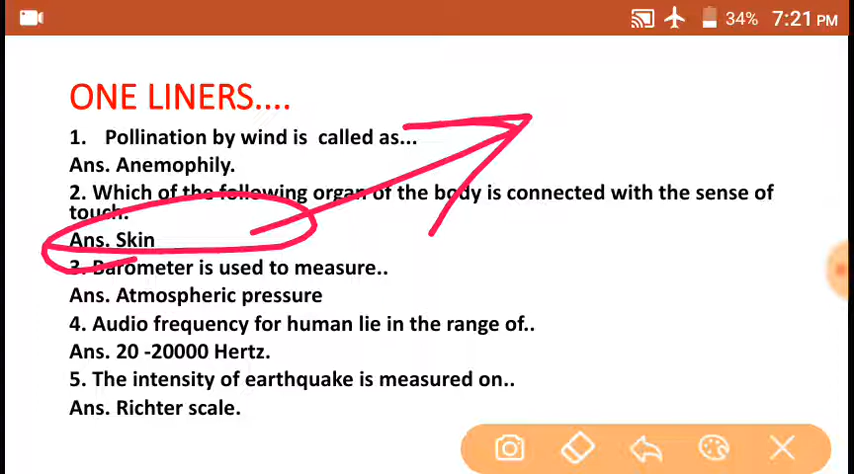 34% 7:21 PM
ONE LINERS....
1. Pollination by wind is called as...
Ans. Anemophily.
2. Which of the following organ of the body is connected with the sense of
touch.
Ans. Skin
3. Barometer is used to measure..
Ans. Atmospheric pressure
4. Audio frequency for human lie in the range of..
Ans. 20 -20000 Hertz.
5. The intensity of earthquake is measured on..
Ans. Richter scale.